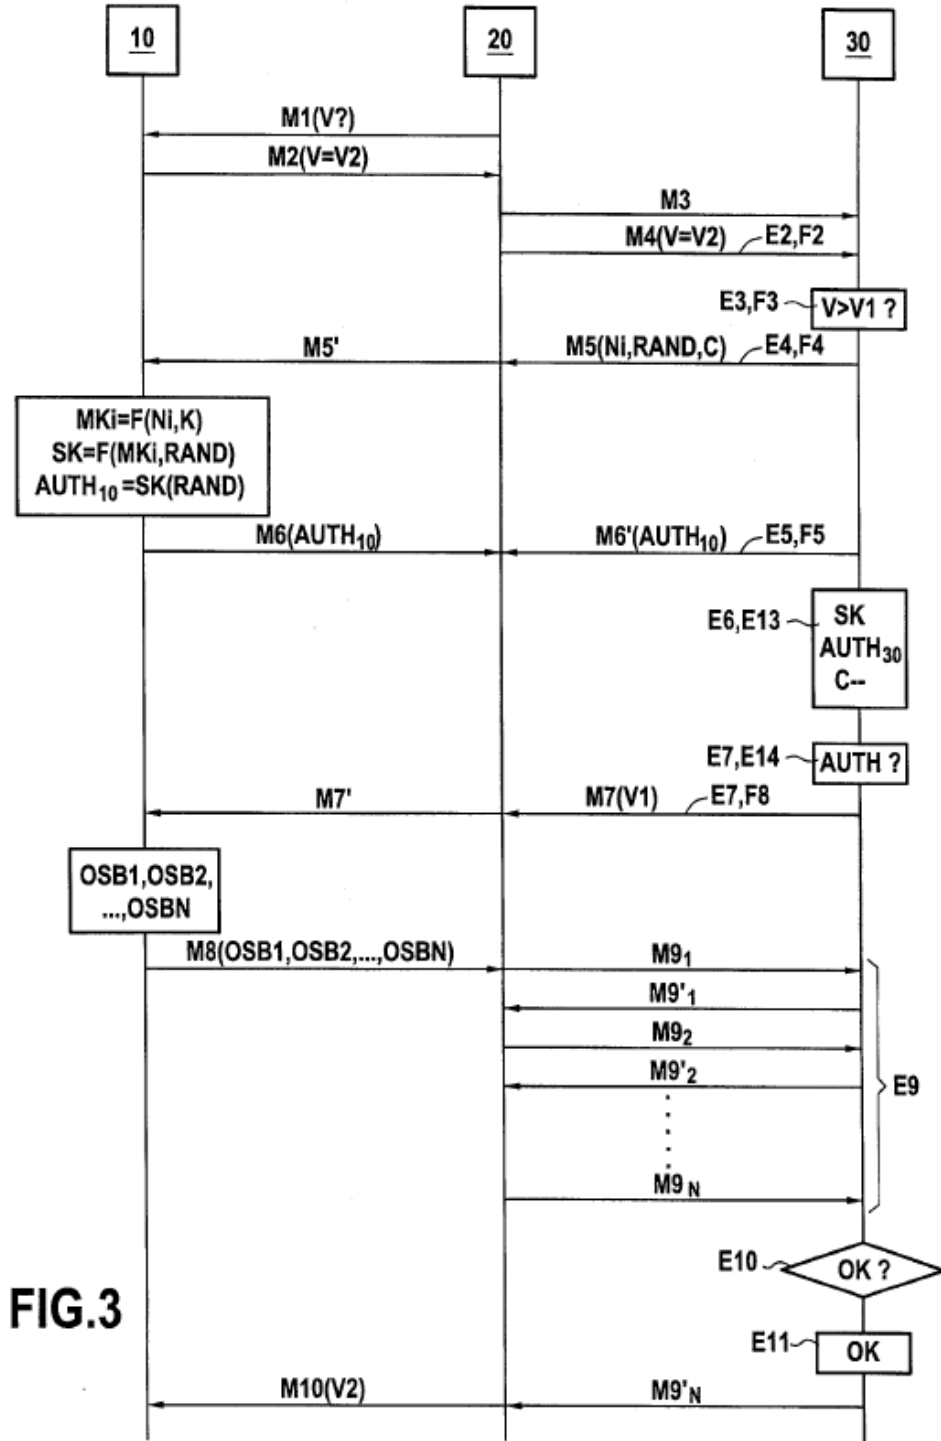 10
20
30
M1(V?)
M2(V=V2)
M3
M4(V=V2)
E2,F2
E3,F3
V>V1 ?
M5'
M5(Ni,RAND,C)
E4,F4
MKi=F(Ni,K)
SK=F(MKi,RAND)
AUTH10=SK(RAND)
M6(AUTH10)
M6'(AUTH10)
E5,F5
E6,E13
SK
AUTH30
C--
E7,E14
AUTH ?
M7'
M7(V1)
E7,F8
OSB1,OSB2,
...,OSBN
M8(OSB1,OSB2,...,OSBN)
M91
M9'1
M92
M9'2
E9
M9N
E10
OK ?
FIG.3
E11
OK
M10(V2)
M9'N